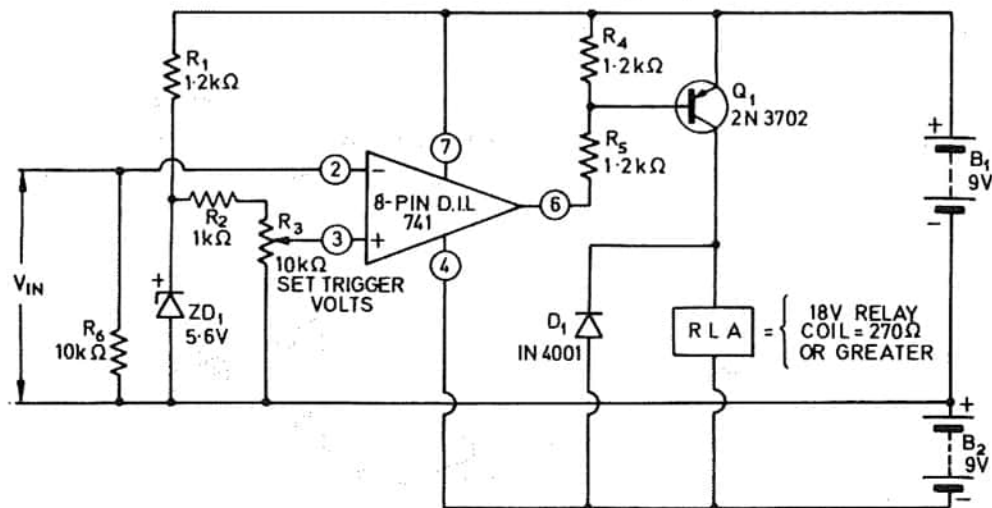 R1
1·2kΩ
R4
1·2kΩ
Q1
2N 3702
+
B1
9V
-
7
R5
1·2kΩ
2
-
8-PIN D.I.L
741
6
R2
1kΩ
R3
3
+
10kΩ
SET TRIGGER
VOLTS
4
VIN
+
ZD1
5·6V
R6
10kΩ
D1
IN 4001
RLA
=
18V RELAY
COIL = 270Ω
OR GREATER
+
B2
9V
-